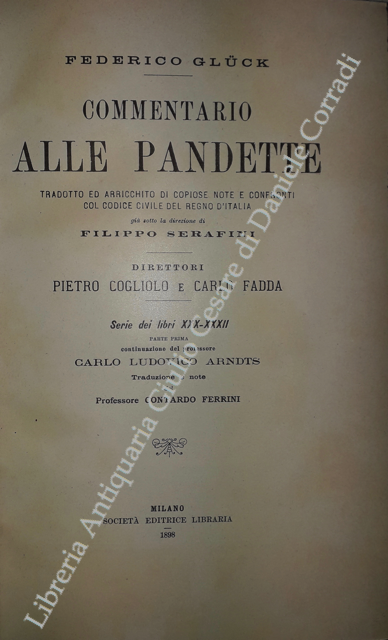 FEDERICO GLÜCK
COMMENTARIO
ALLE PANDETTE
TRADOTTO ED ARRICCHITO DI COPIOSE NOTE E CONFRONTI
COL CODICE CIVILE DEL REGNO D'ITALIA
già sotto la direzione di
FILIPPO SERAFINI
DIRETTORI
PIETRO COGLIOLO E CARLO FADDA
Serie dei libri XXX-XXXII
PARTE PRIMA
continuazione del professore
CARLO LUDOVICO ARNDTS
Traduzione e note
Professore CONTARDO FERRINI
MILANO
SOCIETÀ EDITRICE LIBRARIA
1898
Libreria Antiquaria Giulio Cesare di Daniele Corradi